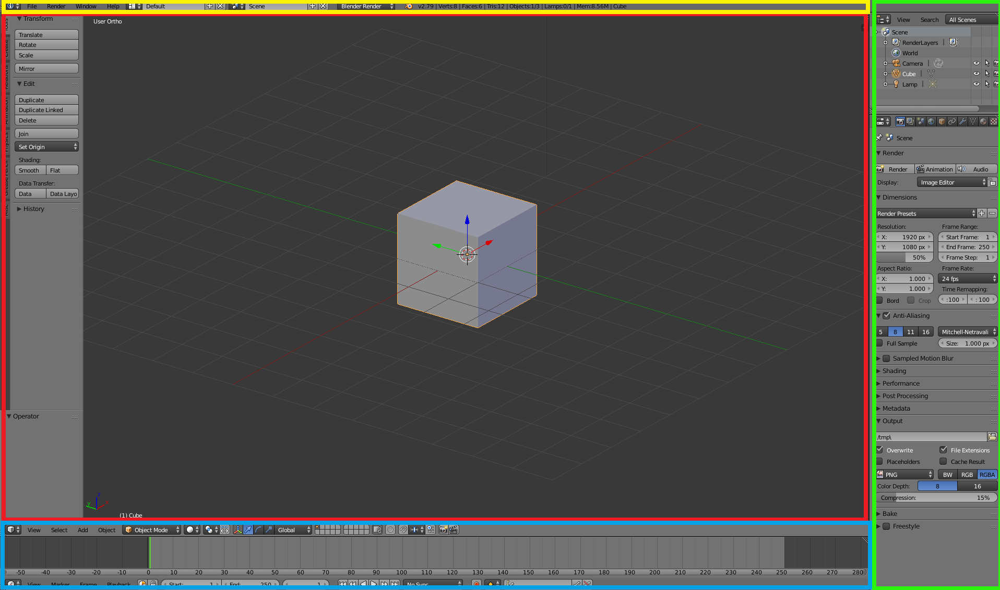 File Render Window Help Default Scene Blender Render v2.79 | Verts:8 | Faces:6 | Tris:12 | Objects:1/3 | Lamps:0/1 | Mem:8.56M | Cube
Transform
Translate
Rotate
Scale
Mirror
Edit
Duplicate
Duplicate Linked
Delete
Join
Set Origin
Shading:
Smooth Flat
Data Transfer:
Data Data Layo
History
Operator
User Ortho
z
y x
(1) Cube
View Select Add Object Object Mode Global
-50 -40 -30 -20 -10 0 10 20 30 40 50 60 70 80 90 100 110 120 130 140 150 160 170 180 190 200 210 220 230 240 250 260 270 280
View Marker Frame Playback Start: 1 End: 250 1 No Sync
View Search All Scenes
Scene
RenderLayers |
World
Camera |
Cube |
Lamp |
Scene
Render
Render Animation Audio
Display: Image Editor
Dimensions
Render Presets
Resolution: Frame Range:
X: 1920 px Start Frame: 1
Y: 1080 px End Frame: 250
50% Frame Step: 1
Aspect Ratio: Frame Rate:
X: 1.000 24 fps
Y: 1.000 Time Remapping:
Bord Crop :100 : 100
Anti-Aliasing
5 8 11 16 Mitchell-Netravali
Full Sample Size: 1.000 px
Sampled Motion Blur
Shading
Performance
Post Processing
Metadata
Output
/tmp\
Overwrite File Extensions
Placeholders Cache Result
PNG BW RGB RGBA
Color Depth: 8 16
Compression: 15%
Bake
Freestyle